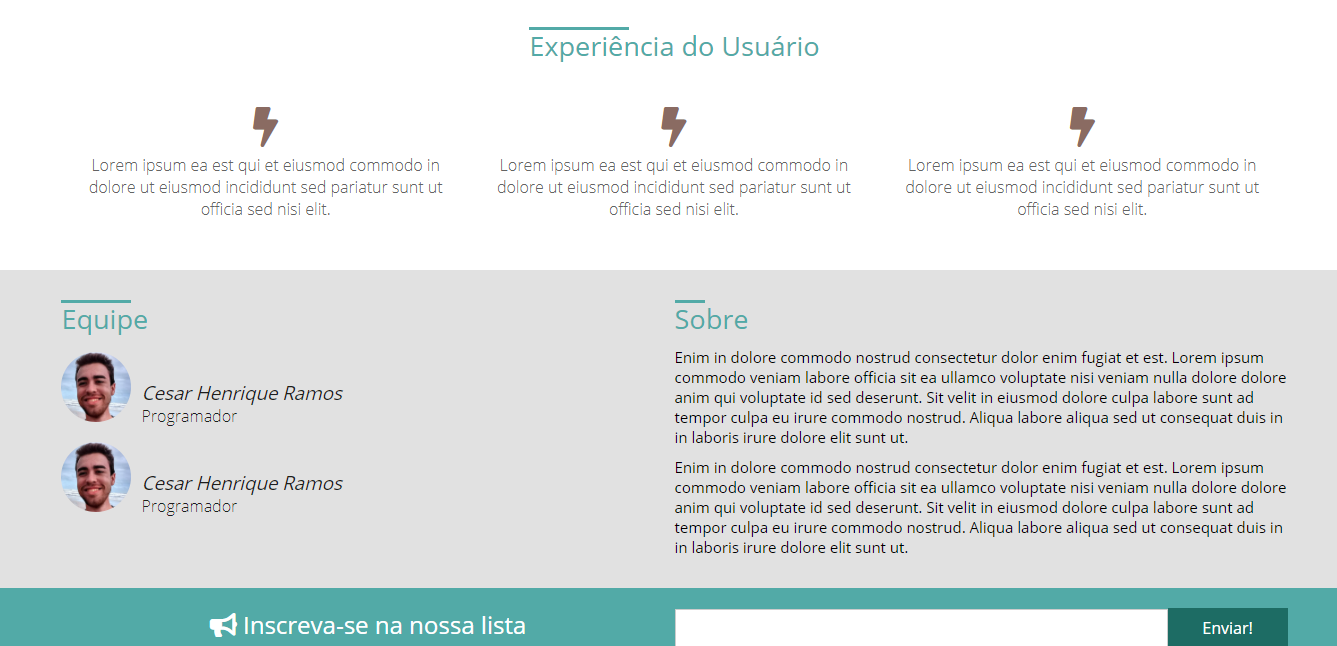 Experiência do Usuário
Lorem ipsum ea est qui et eiusmod commodo in
dolore ut eiusmod incididunt sed pariatur sunt ut
officia sed nisi elit.
Lorem ipsum ea est qui et eiusmod commodo in
dolore ut eiusmod incididunt sed pariatur sunt ut
officia sed nisi elit.
Lorem ipsum ea est qui et eiusmod commodo in
dolore ut eiusmod incididunt sed pariatur sunt ut
officia sed nisi elit.
Equipe
Cesar Henrique Ramos
Programador
Cesar Henrique Ramos
Programador
Sobre
Enim in dolore commodo nostrud consectetur dolor enim fugiat et est. Lorem ipsum
commodo veniam labore officia sit ea ullamco voluptate nisi veniam nulla dolore dolore
anim qui voluptate id sed deserunt. Sit velit in eiusmod dolore culpa labore sunt ad
tempor culpa eu irure commodo nostrud. Aliqua labore aliqua sed ut consequat duis in
in laboris irure dolore elit sunt ut.
Enim in dolore commodo nostrud consectetur dolor enim fugiat et est. Lorem ipsum
commodo veniam labore officia sit ea ullamco voluptate nisi veniam nulla dolore dolore
anim qui voluptate id sed deserunt. Sit velit in eiusmod dolore culpa labore sunt ad
tempor culpa eu irure commodo nostrud. Aliqua labore aliqua sed ut consequat duis in
in laboris irure dolore elit sunt ut.
Inscreva-se na nossa lista
Enviar!